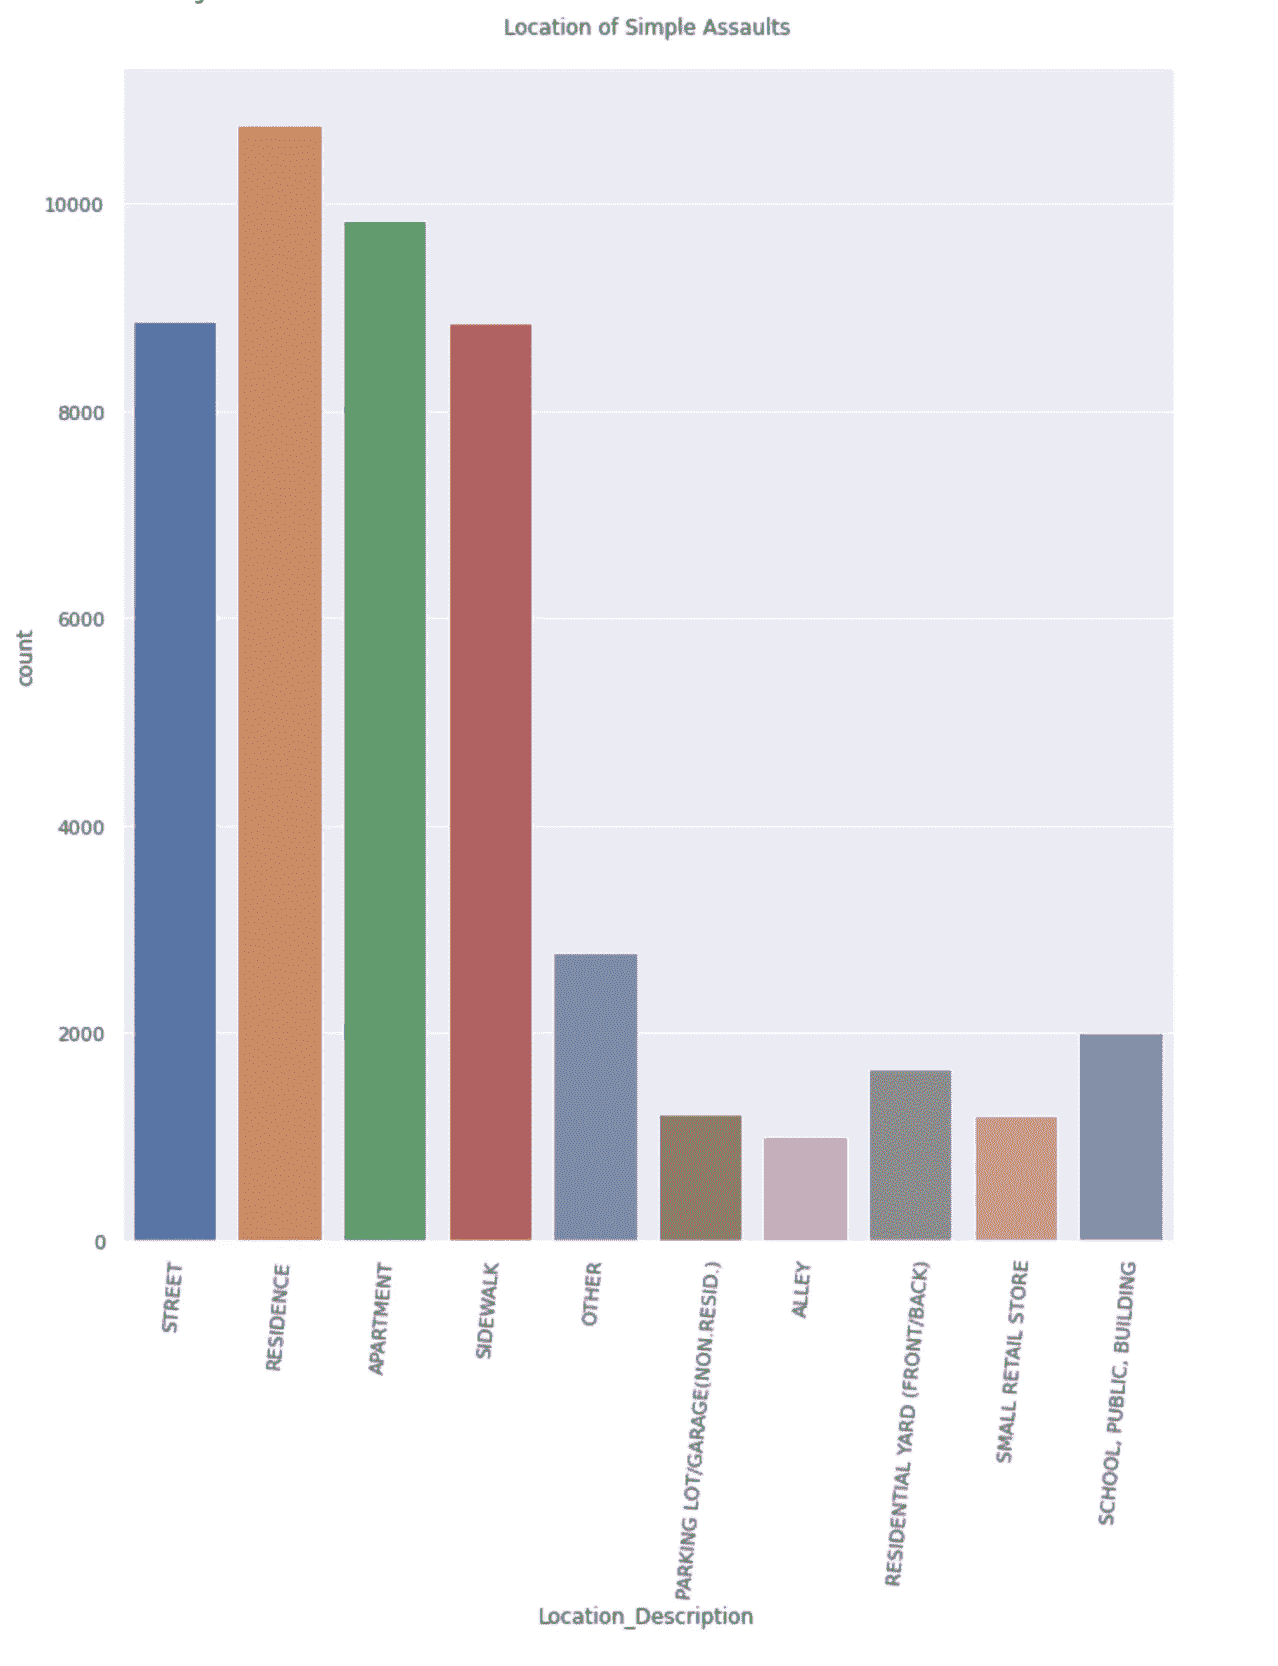 Location of Simple Assaults
10000
8000
6000
4000
2000
0
count
STREET
RESIDENCE
APARTMENT
SIDEWALK
OTHER
PARKING LOT/GARAGE(NON.RESID.)
ALLEY
RESIDENTIAL YARD (FRONT/BACK)
SMALL RETAIL STORE
SCHOOL, PUBLIC, BUILDING
Location_Description